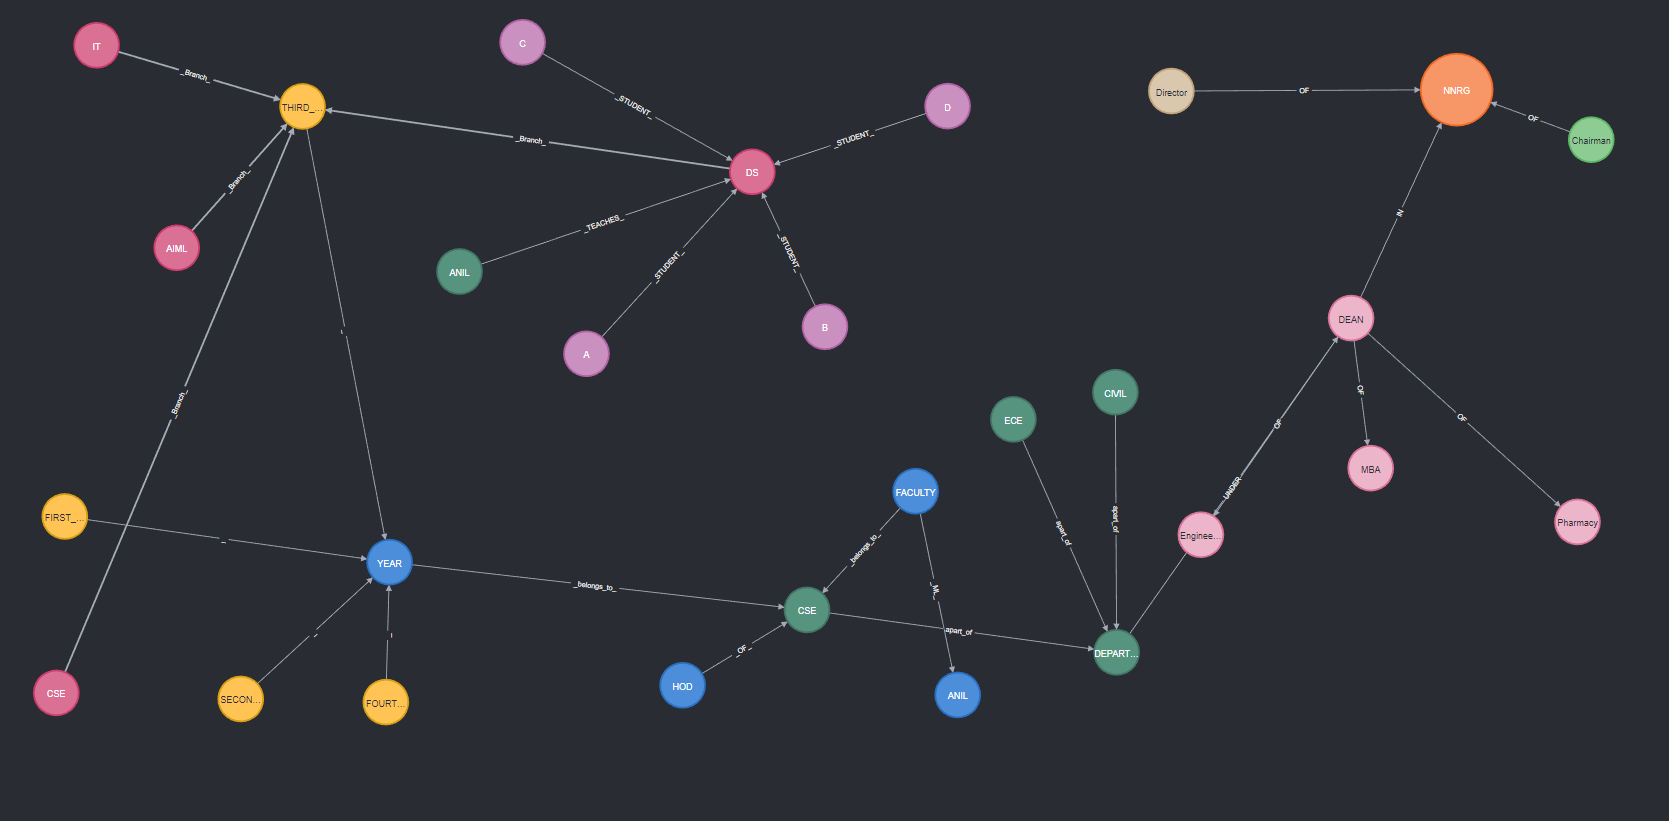 IT
C
NNRG
Director
OF
D
THIRD_...
_Branch_
_STUDENT_
OF
Chairman
_Branch_
_STUDENT_
DS
_Branch_
IN
_TEACHES_
AIML
_STUDENT_
_STUDENT_
ANIL
DEAN
B
A
OF
CIVIL
_Branch_
ECE
OF
OF
MBA
FACULTY
UNDER
FIRST_...
apart_of
apart_of
Pharmacy
Enginee...
_
_belongs_to_
YEAR
_belongs_to_
_ML_
CSE
apart_of
_OF_
DEPART...
HOD
CSE
SECON...
FOURT...
ANIL